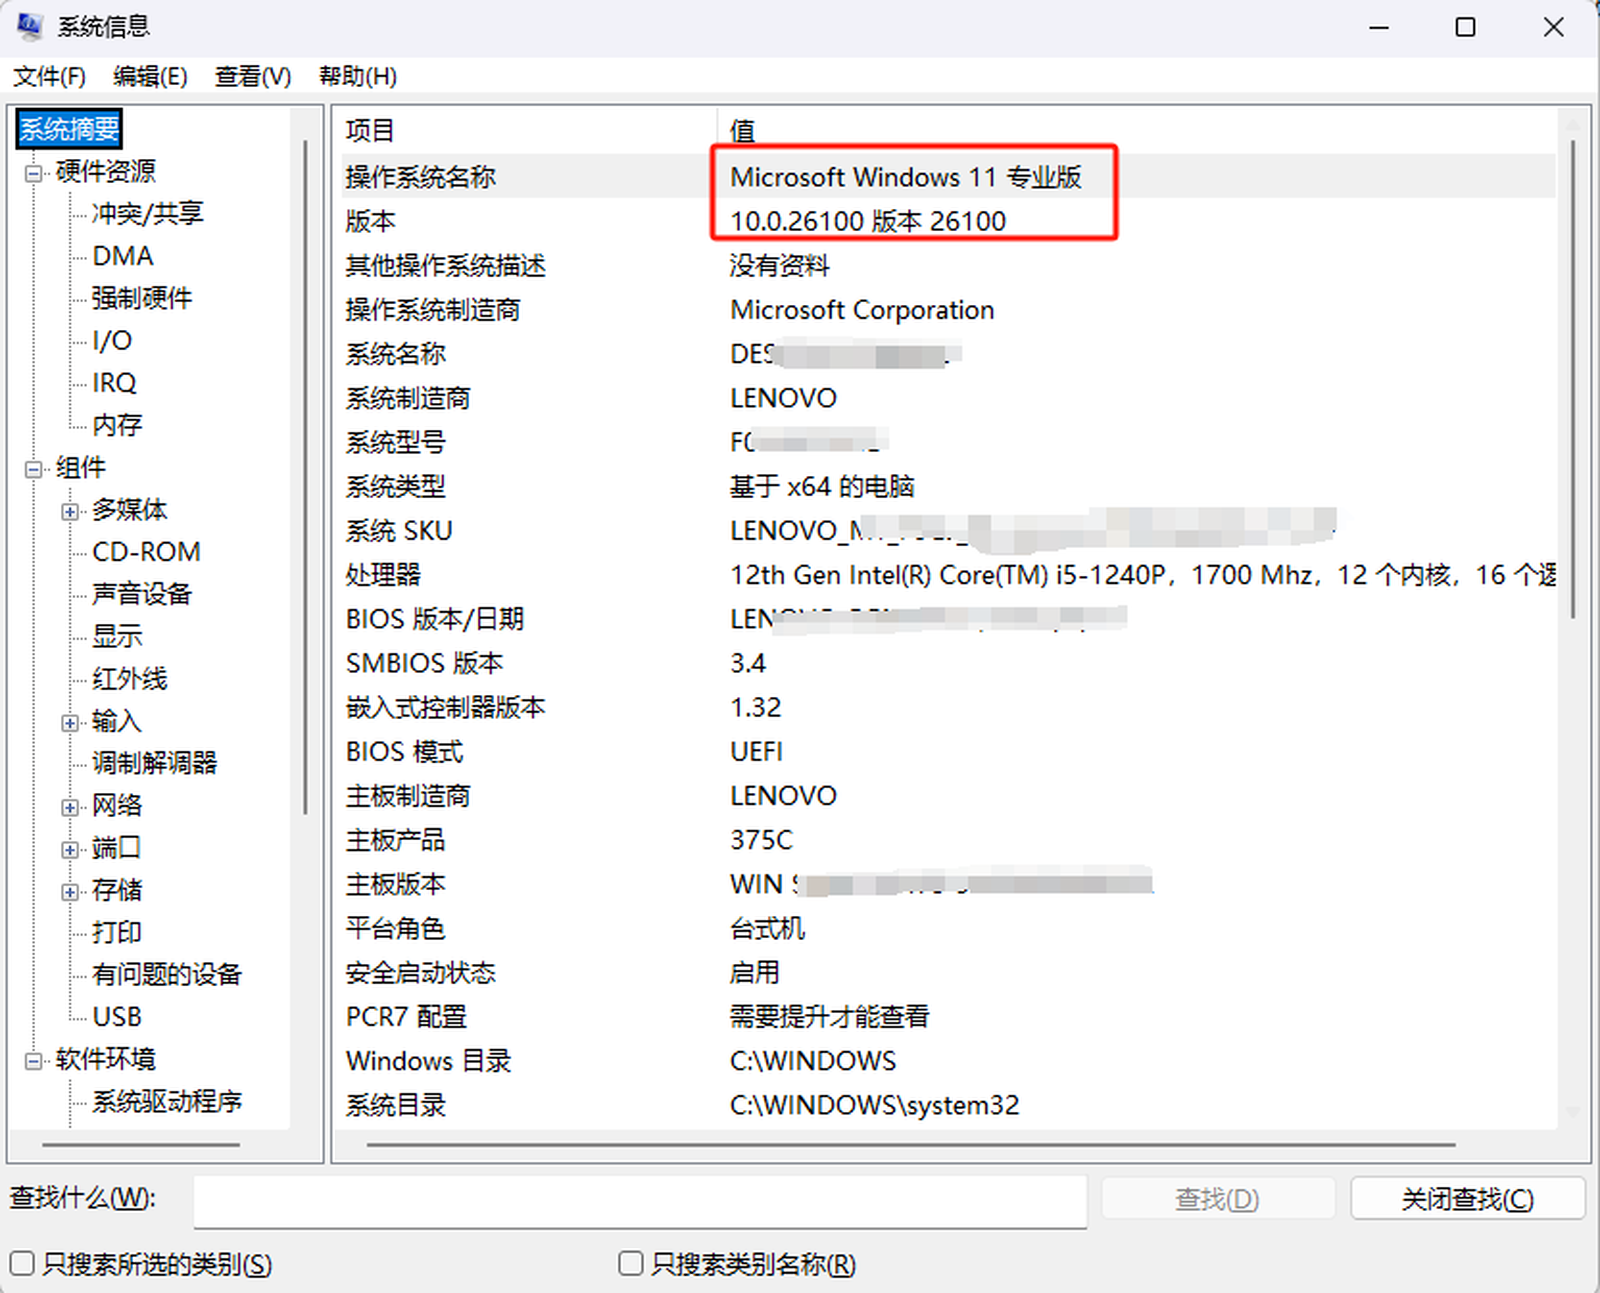 系统信息
文件(F) 编辑(E) 查看(V) 帮助(H)
系统摘要
硬件资源
冲突/共享
DMA
强制硬件
I/O
IRQ
内存
组件
多媒体
CD-ROM
声音设备
显示
红外线
输入
调制解调器
网络
端口
存储
打印
有问题的设备
USB
软件环境
系统驱动程序
项目 值
操作系统名称 Microsoft Windows 11 专业版
版本 10.0.26100 版本 26100
其他操作系统描述 没有资料
操作系统制造商 Microsoft Corporation
系统名称 DES
系统制造商 LENOVO
系统型号 F0
系统类型 基于 x64 的电脑
系统 SKU LENOVO_M
处理器 12th Gen Intel(R) Core(TM) i5-1240P，1700 Mhz，12 个内核，16 个逻
BIOS 版本/日期 LEN
SMBIOS 版本 3.4
嵌入式控制器版本 1.32
BIOS 模式 UEFI
主板制造商 LENOVO
主板产品 375C
主板版本 WIN
平台角色 台式机
安全启动状态 启用
PCR7 配置 需要提升才能查看
Windows 目录 C:\WINDOWS
系统目录 C:\WINDOWS\system32
查找什么(W): 查找(D) 关闭查找(C)
只搜索所选的类别(S) 只搜索类别名称(R)